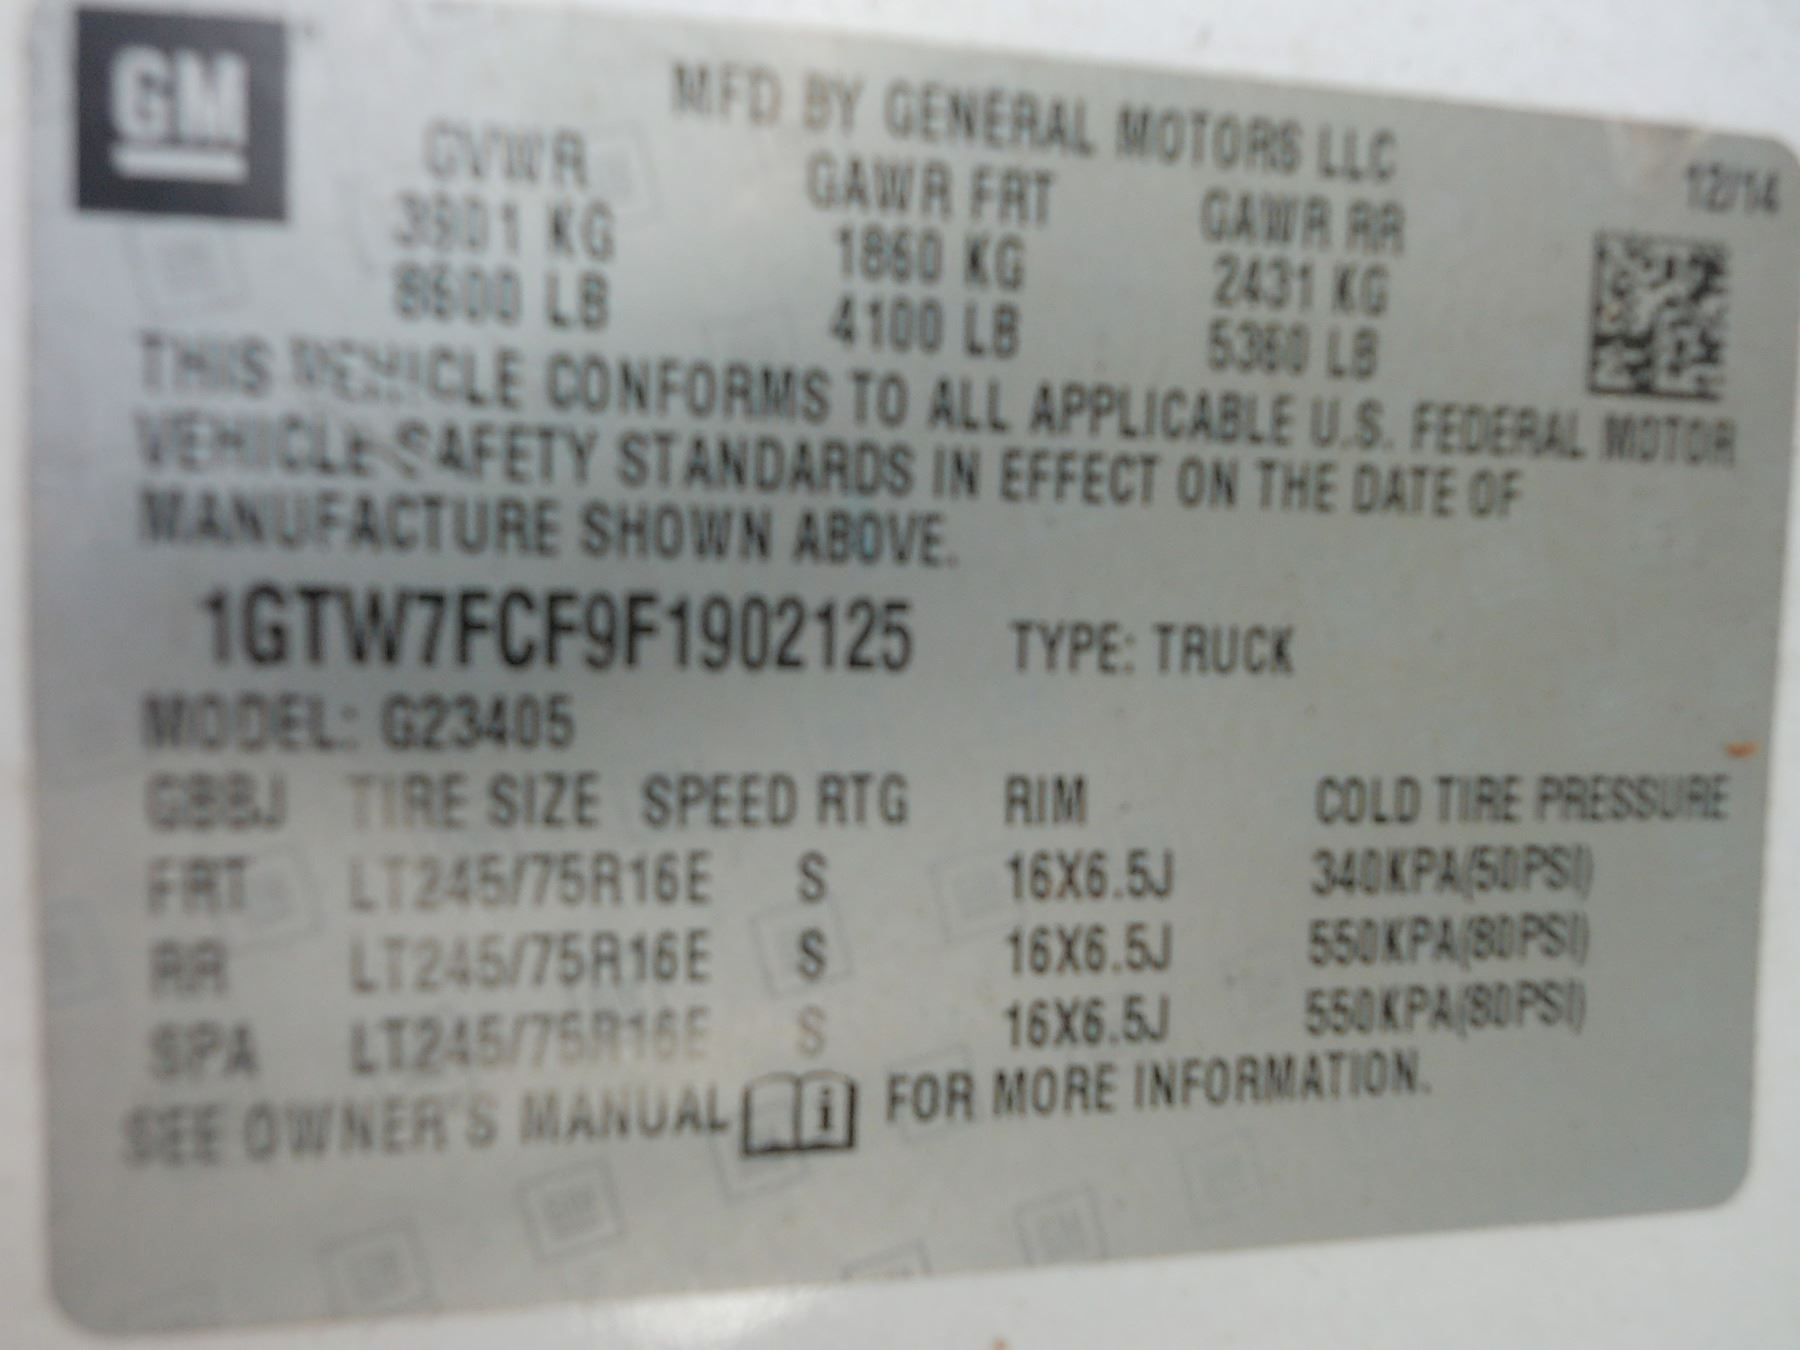 GM
MFD BY GENERAL MOTORS LLC
12/14
GVWR GAWR FRT GAWR RR
3901 KG 1860 KG 2431 KG
8600 LB 4100 LB 5360 LB
THIS VEHICLE CONFORMS TO ALL APPLICABLE U.S. FEDERAL MOTOR
VEHICLE SAFETY STANDARDS IN EFFECT ON THE DATE OF
MANUFACTURE SHOWN ABOVE.
1GTW7FCF9F1902125 TYPE: TRUCK
MODEL: G23405
GBBJ TIRE SIZE SPEED RTG RIM COLD TIRE PRESSURE
FRT LT245/75R16E S 16X6.5J 340KPA(50PSI)
RR LT245/75R16E S 16X6.5J 550KPA(80PSI)
SPA LT245/75R16E S 16X6.5J 550KPA(80PSI)
SEE OWNER'S MANUAL i FOR MORE INFORMATION.